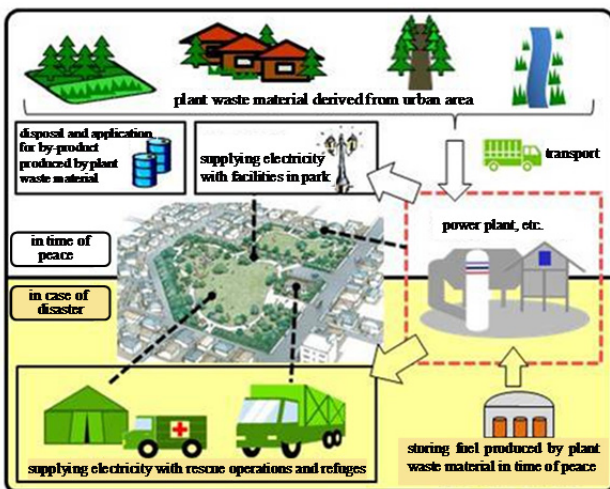 plant waste material derived from urban area
disposal and application
for by-product
produced by plant
waste material
supplying electricity
with facilities in park
transport
power plant, etc.
in time of
peace
in case of
disaster
supplying electricity with rescue operations and refuges
storing fuel produced by plant
waste material in time of peace